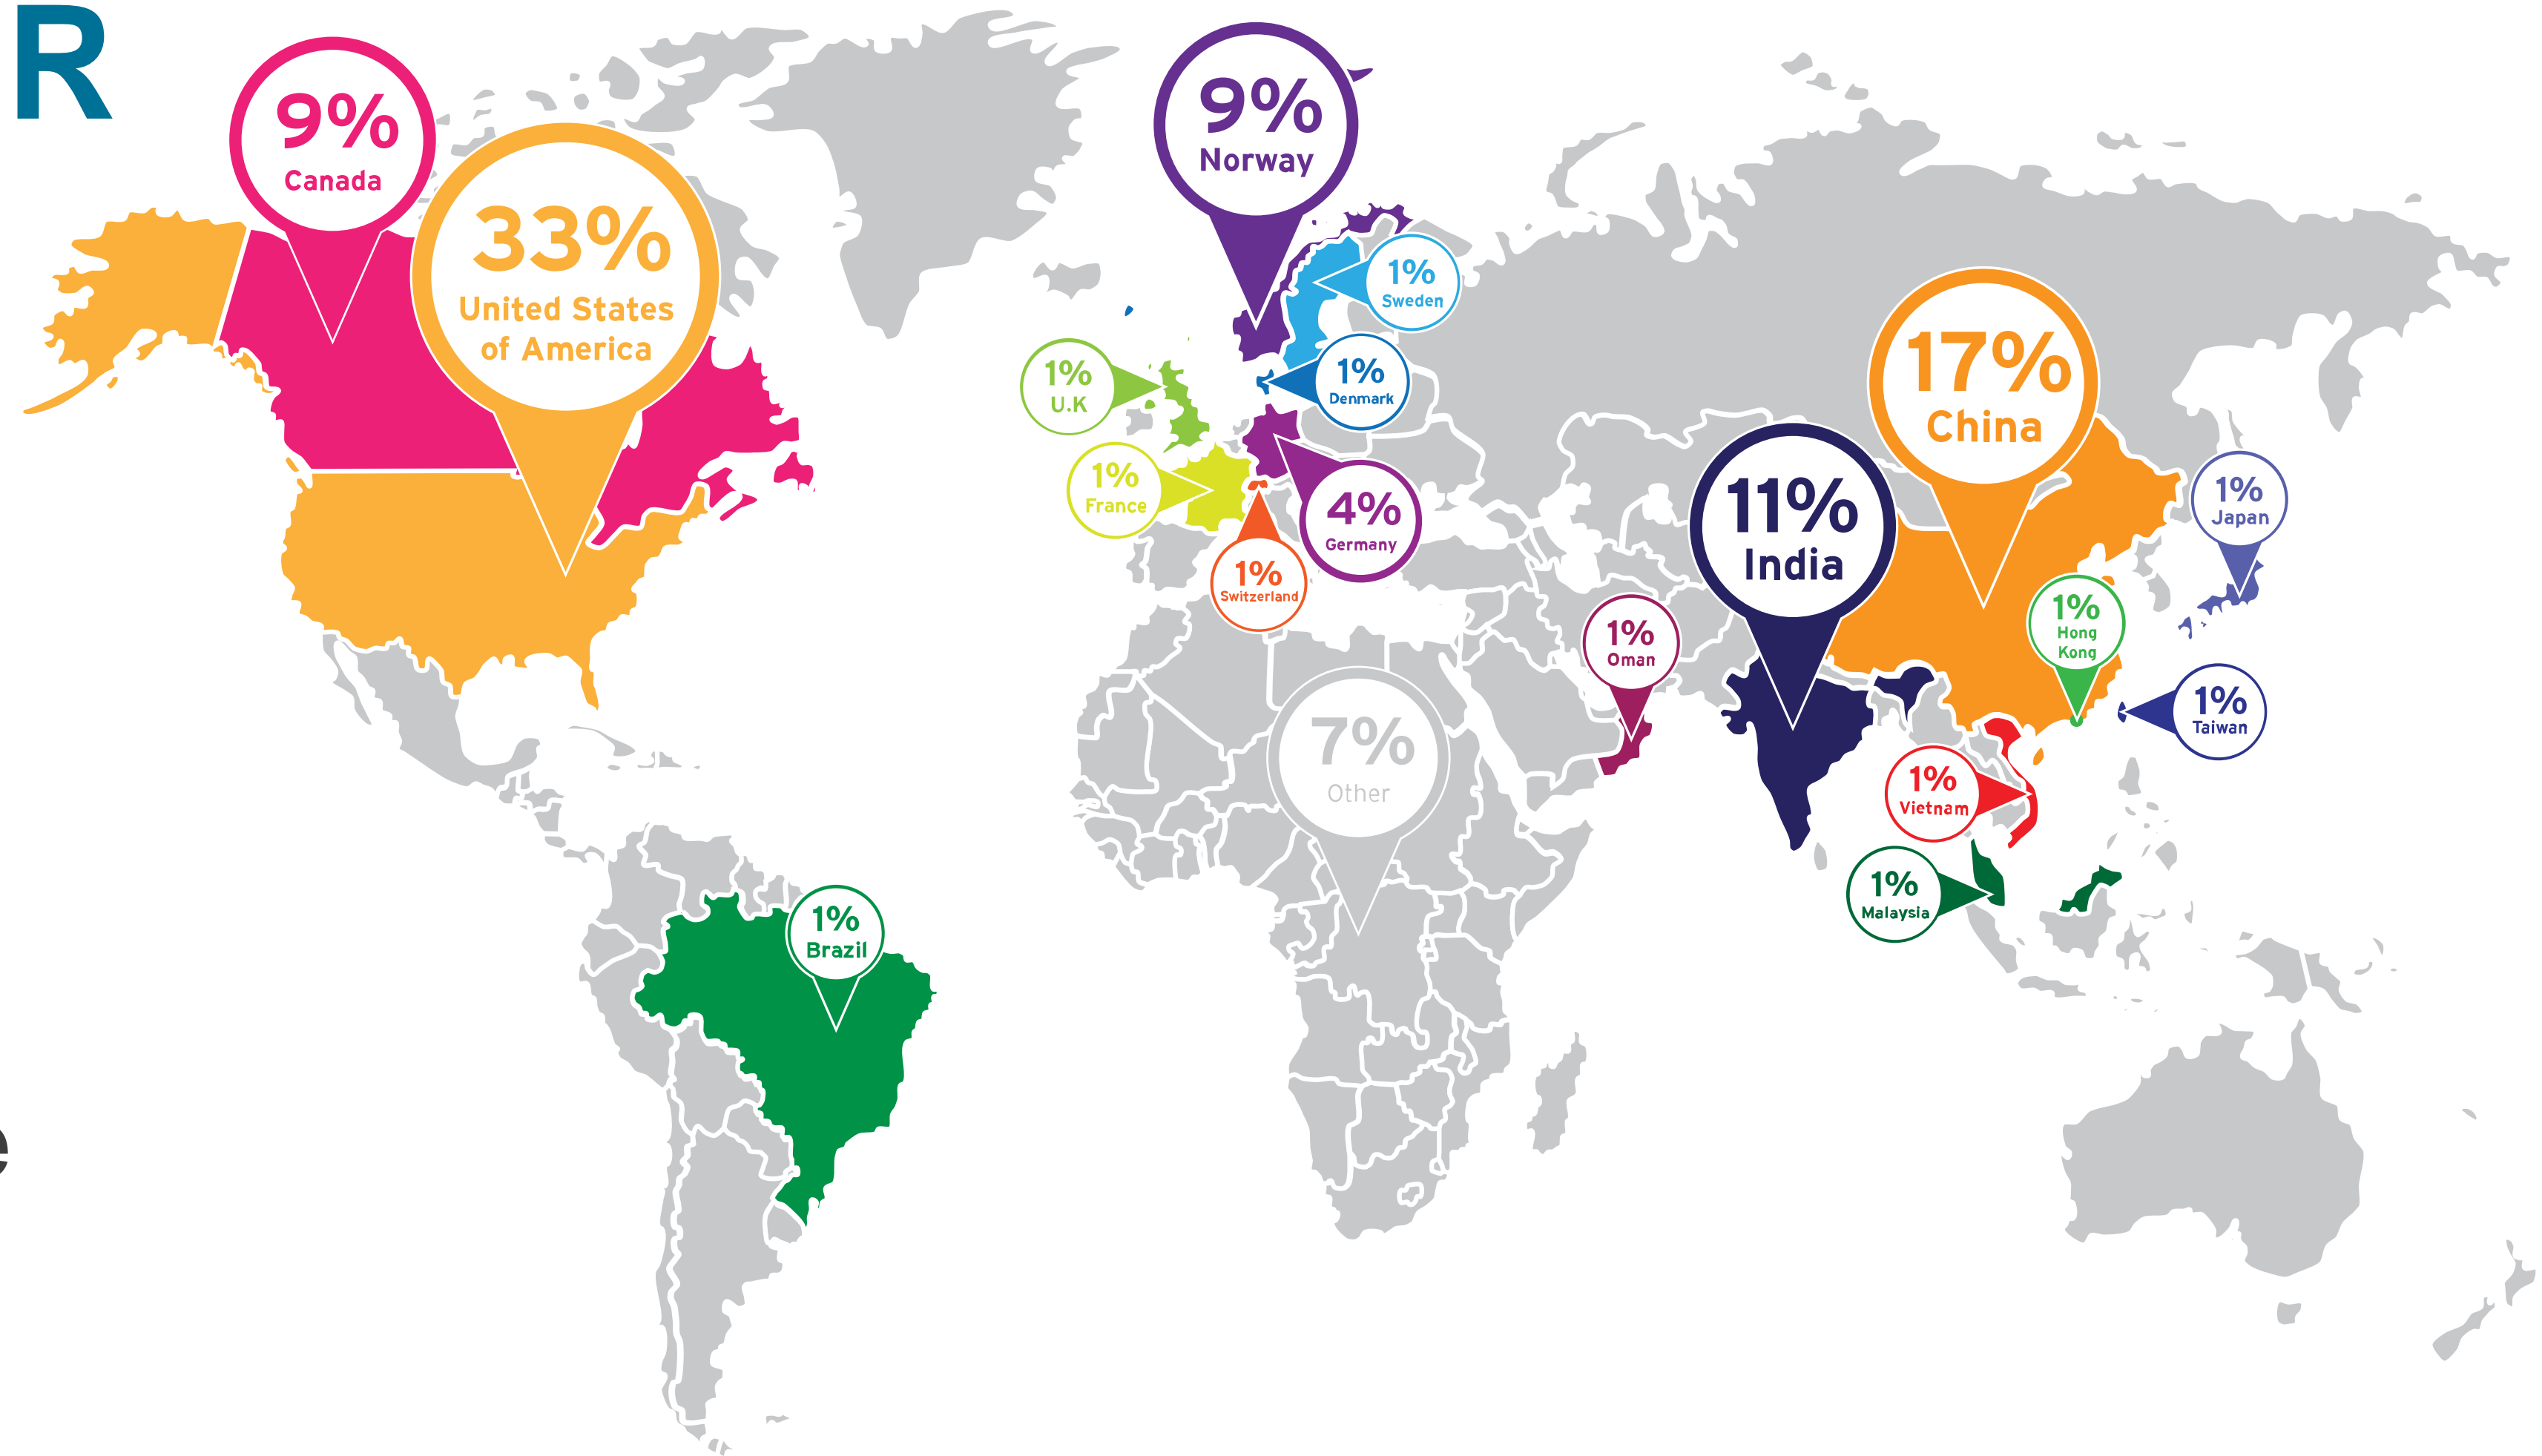 R
9%
Canada
33%
United States
of America
9%
Norway
1%
Sweden
1%
Denmark
1%
U.K
1%
France
4%
Germany
1%
Switzerland
17%
China
11%
India
1%
Japan
1%
Hong
Kong
1%
Oman
1%
Taiwan
7%
Other
1%
Vietnam
1%
Malaysia
1%
Brazil
e